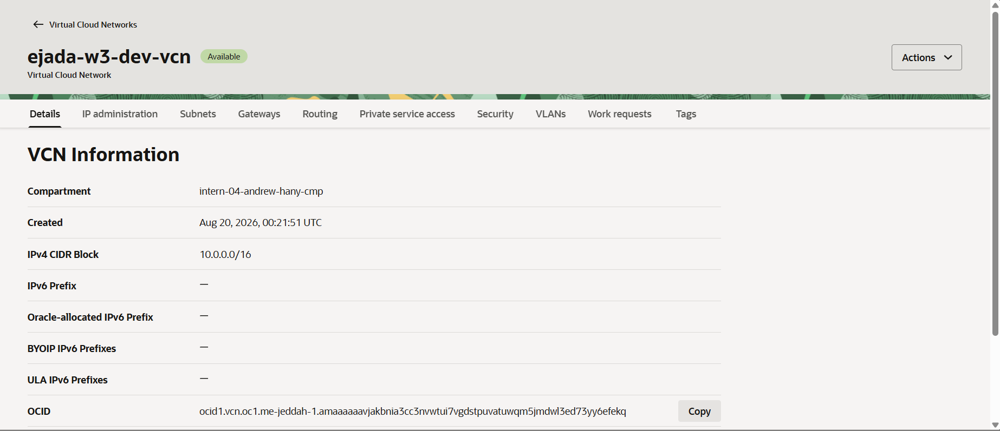 Virtual Cloud Networks
ejada-w3-dev-vcn Available
Virtual Cloud Network
Actions
Details IP administration Subnets Gateways Routing Private service access Security VLANs Work requests Tags
VCN Information
Compartment intern-04-andrew-hany-cmp
Created Aug 20, 2026, 00:21:51 UTC
IPv4 CIDR Block 10.0.0.0/16
IPv6 Prefix —
Oracle-allocated IPv6 Prefix —
BYOIP IPv6 Prefixes —
ULA IPv6 Prefixes —
OCID ocid1.vcn.oc1.me-jeddah-1.amaaaaaavjakbnia3cc3nvwtui7vgdstpuvatuwqm5jmdwl3ed73yy6efekq Copy